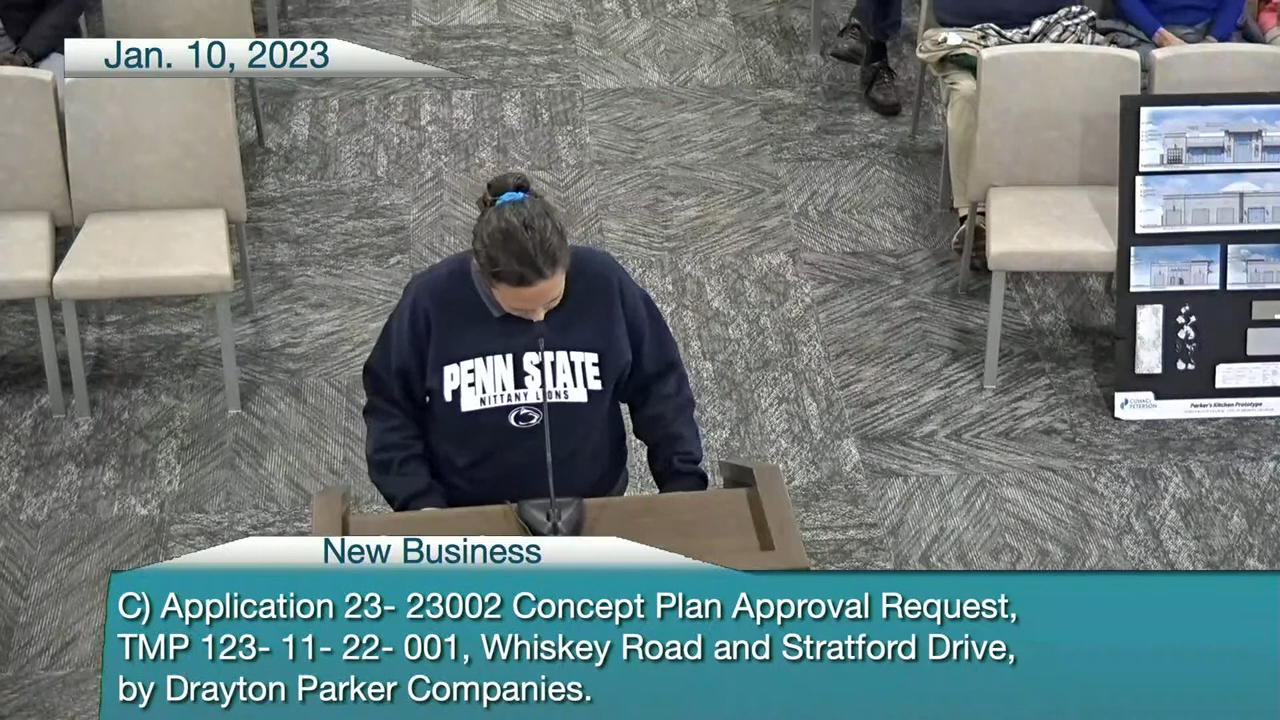 Jan. 10, 2023
PENN STATE
NITTANY LIONS
Parker's Kitchen Prototype
New Business
C) Application 23- 23002 Concept Plan Approval Request,
TMP 123- 11- 22- 001, Whiskey Road and Stratford Drive,
by Drayton Parker Companies.